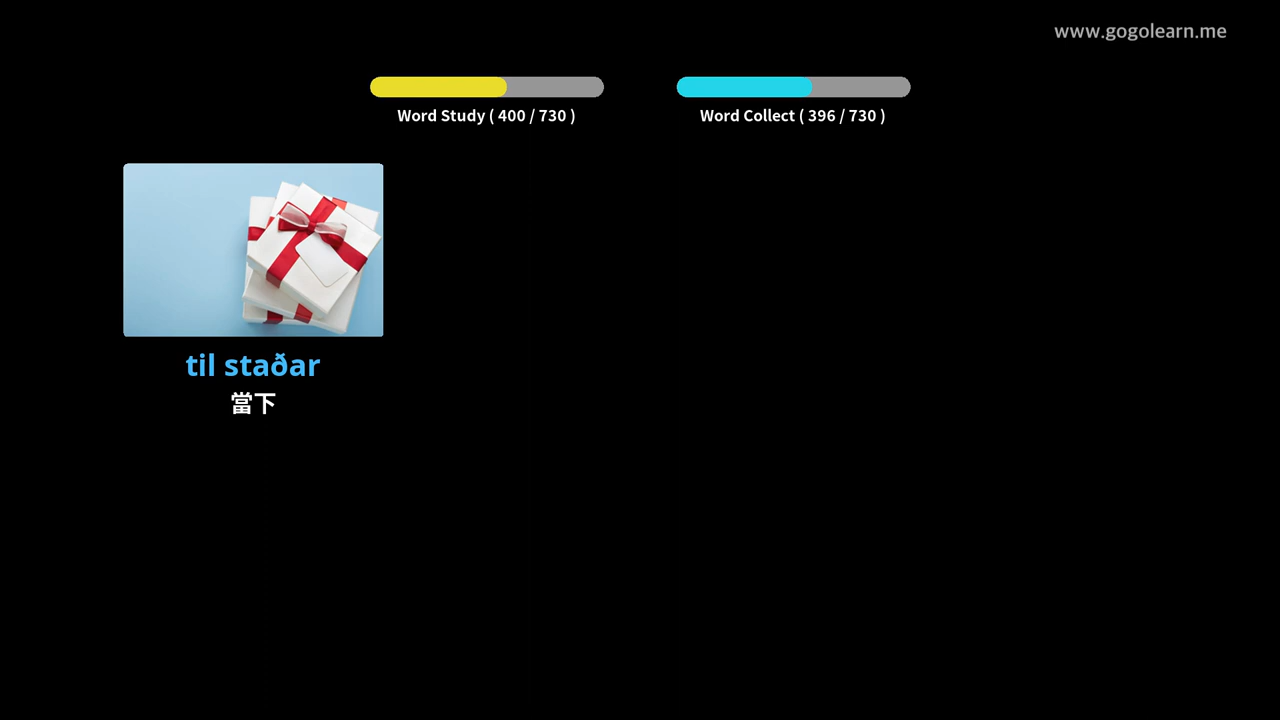 www.gogolearn.me
Word Study ( 400 / 730 )
Word Collect ( 396 / 730 )
til staðar
當下